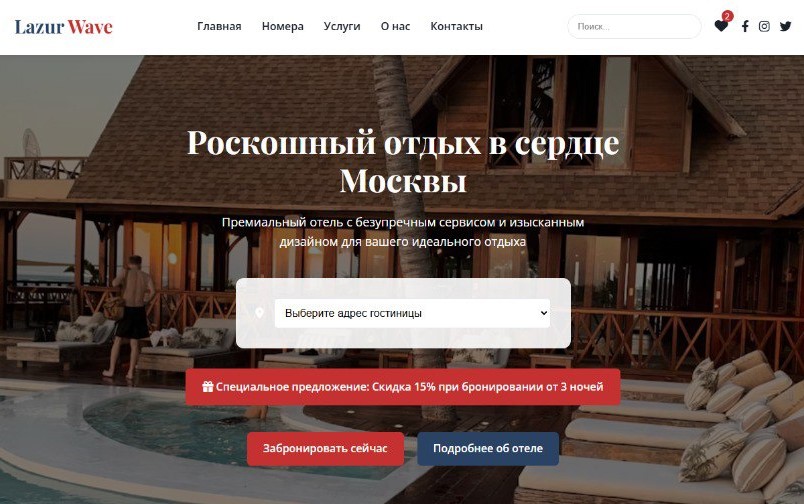 Lazur Wave Главная Номера Услуги О нас Контакты Поиск... 2
Роскошный отдых в сердце
Москвы
Премиальный отель с безупречным сервисом и изысканным
дизайном для вашего идеального отдыха
Выберите адрес гостиницы
Специальное предложение: Скидка 15% при бронировании от 3 ночей
Забронировать сейчас Подробнее об отеле